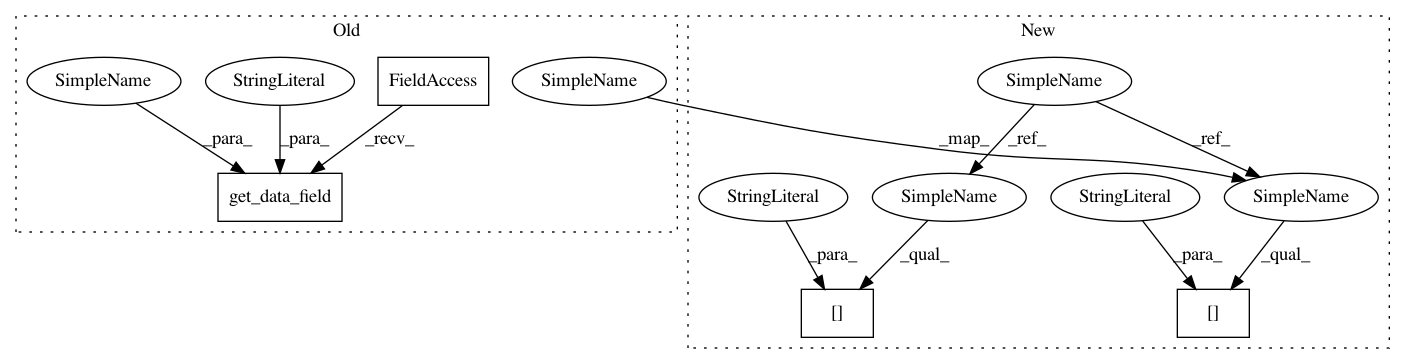 Old
New
SimpleName
StringLiteral
FieldAccess
SimpleName
SimpleName
_para_
_para_
_recv_
_map_
_ref_
_ref_
get_data_field
StringLiteral
SimpleName
StringLiteral
SimpleName
_para_
_qual_
_para_
_qual_
[]
[]